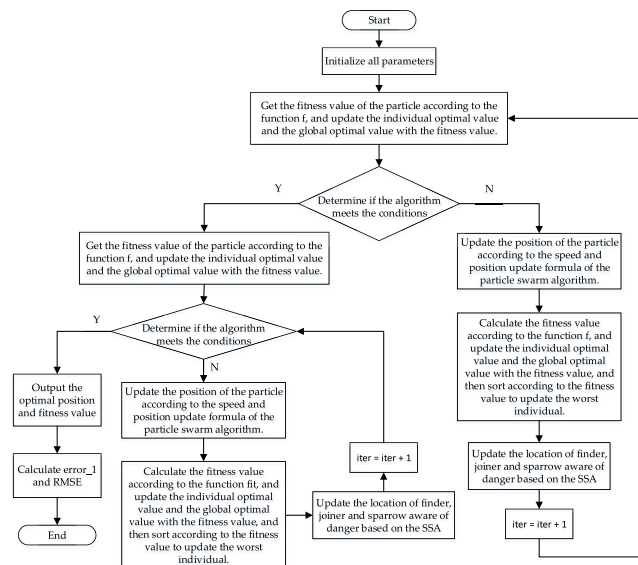 Start
Initialize all parameters
Get the fitness value of the particle according to the
function f, and update the individual optimal value
and the global optimal value with the fitness value.
Y
N
Determine if the algorithm
meets the conditions
Get the fitness value of the particle according to the
function f, and update the individual optimal value
and the global optimal value with the fitness value.
Update the position of the particle
according to the speed and
position update formula of the
particle swarm algorithm.
Y
Determine if the algorithm
meets the conditions
N
Calculate the fitness value
according to the function f, and
update the individual optimal
value and the global optimal
value with the fitness value, and
then sort according to the fitness
value to update the worst
individual.
Output the
optimal position
and fitness value
Update the position of the particle
according to the speed and
position update formula of the
particle swarm algorithm.
iter = iter + 1
Update the location of finder,
joiner and sparrow aware of
danger based on the SSA
Calculate error_1
and RMSE
Calculate the fitness value
according to the function fit, and
update the individual optimal
value and the global optimal
value with the fitness value, and
then sort according to the fitness
value to update the worst
individual.
Update the location of finder,
joiner and sparrow aware of
danger based on the SSA
iter = iter + 1
End